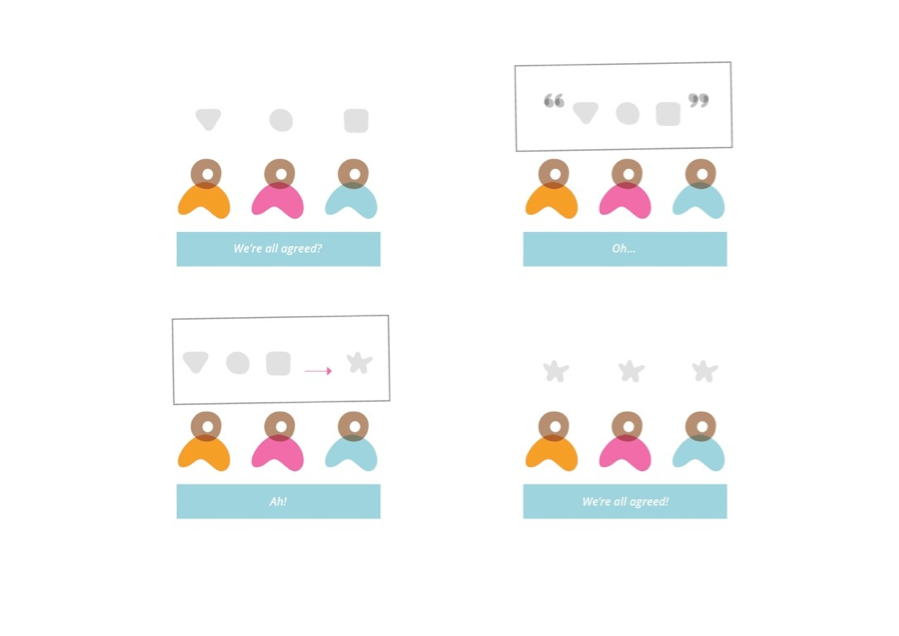 “ ”
We're all agreed?
Oh...
Ah!
We're all agreed!